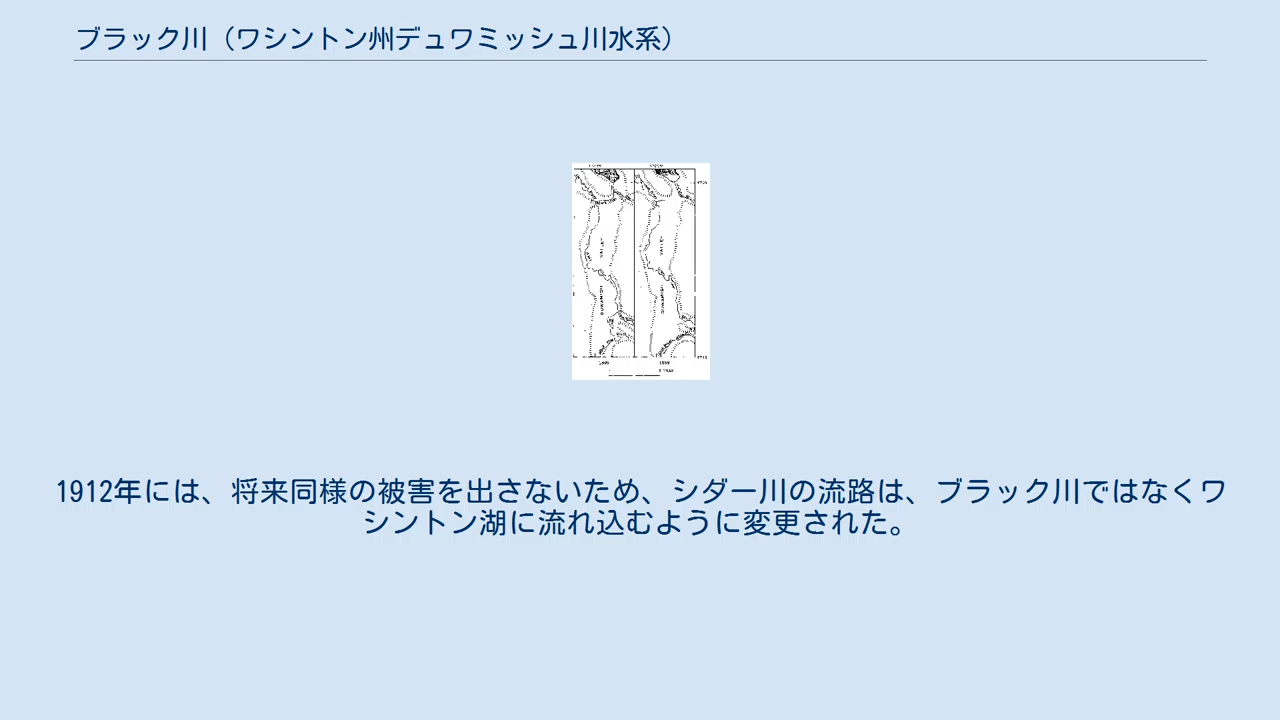 ブラック川（ワシントン州デュワミッシュ川水系）
1912年には、将来同様の被害を出さないため、シダー川の流路は、ブラック川ではなくワ
シントン湖に流れ込むように変更された。